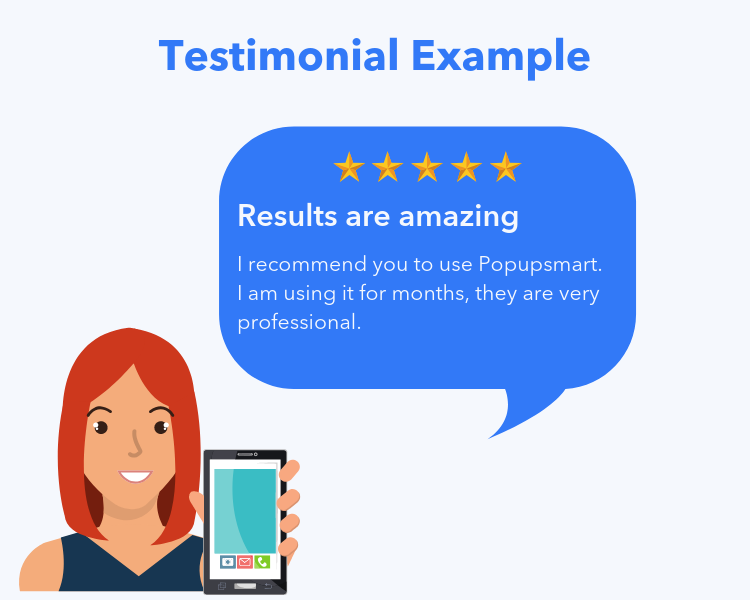 Testimonial Example
Results are amazing
I recommend you to use Popupsmart.
I am using it for months, they are very
professional.